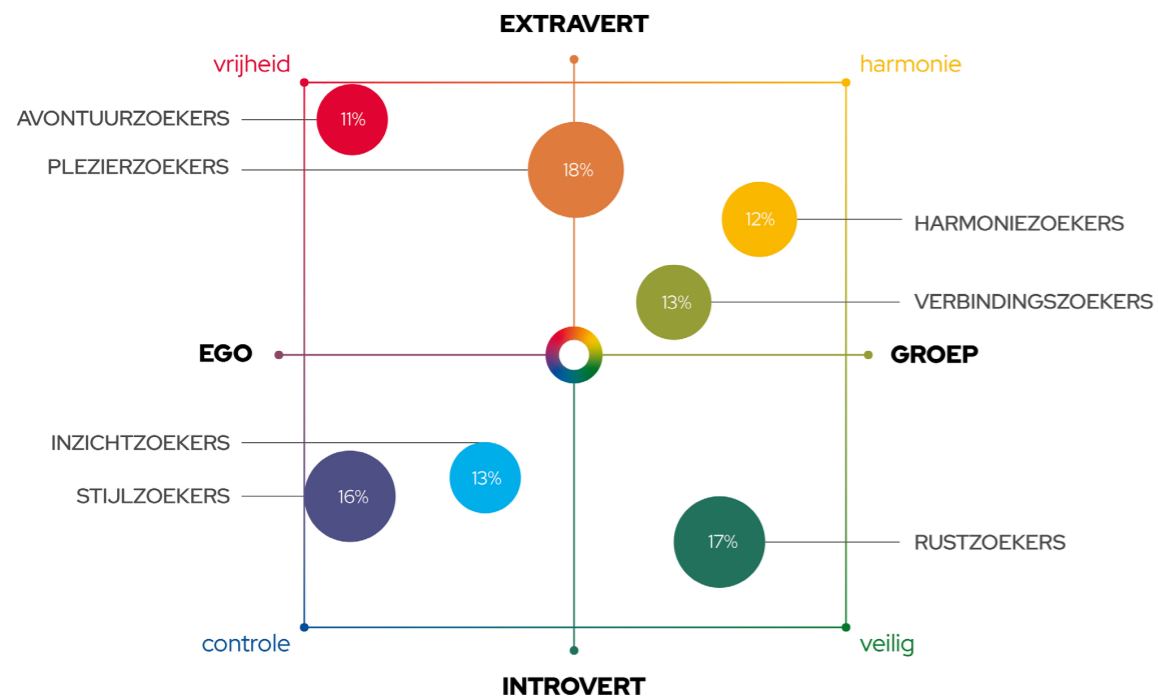 EXTRAVERT
vrijheid
harmonie
AVONTUURZOEKERS
11%
PLEZIERZOEKERS
18%
12%
HARMONIEZOEKERS
13%
VERBINDINGSZOEKERS
EGO
GROEP
INZICHTZOEKERS
13%
STIJLZOEKERS
16%
17%
RUSTZOEKERS
controle
veilig
INTROVERT